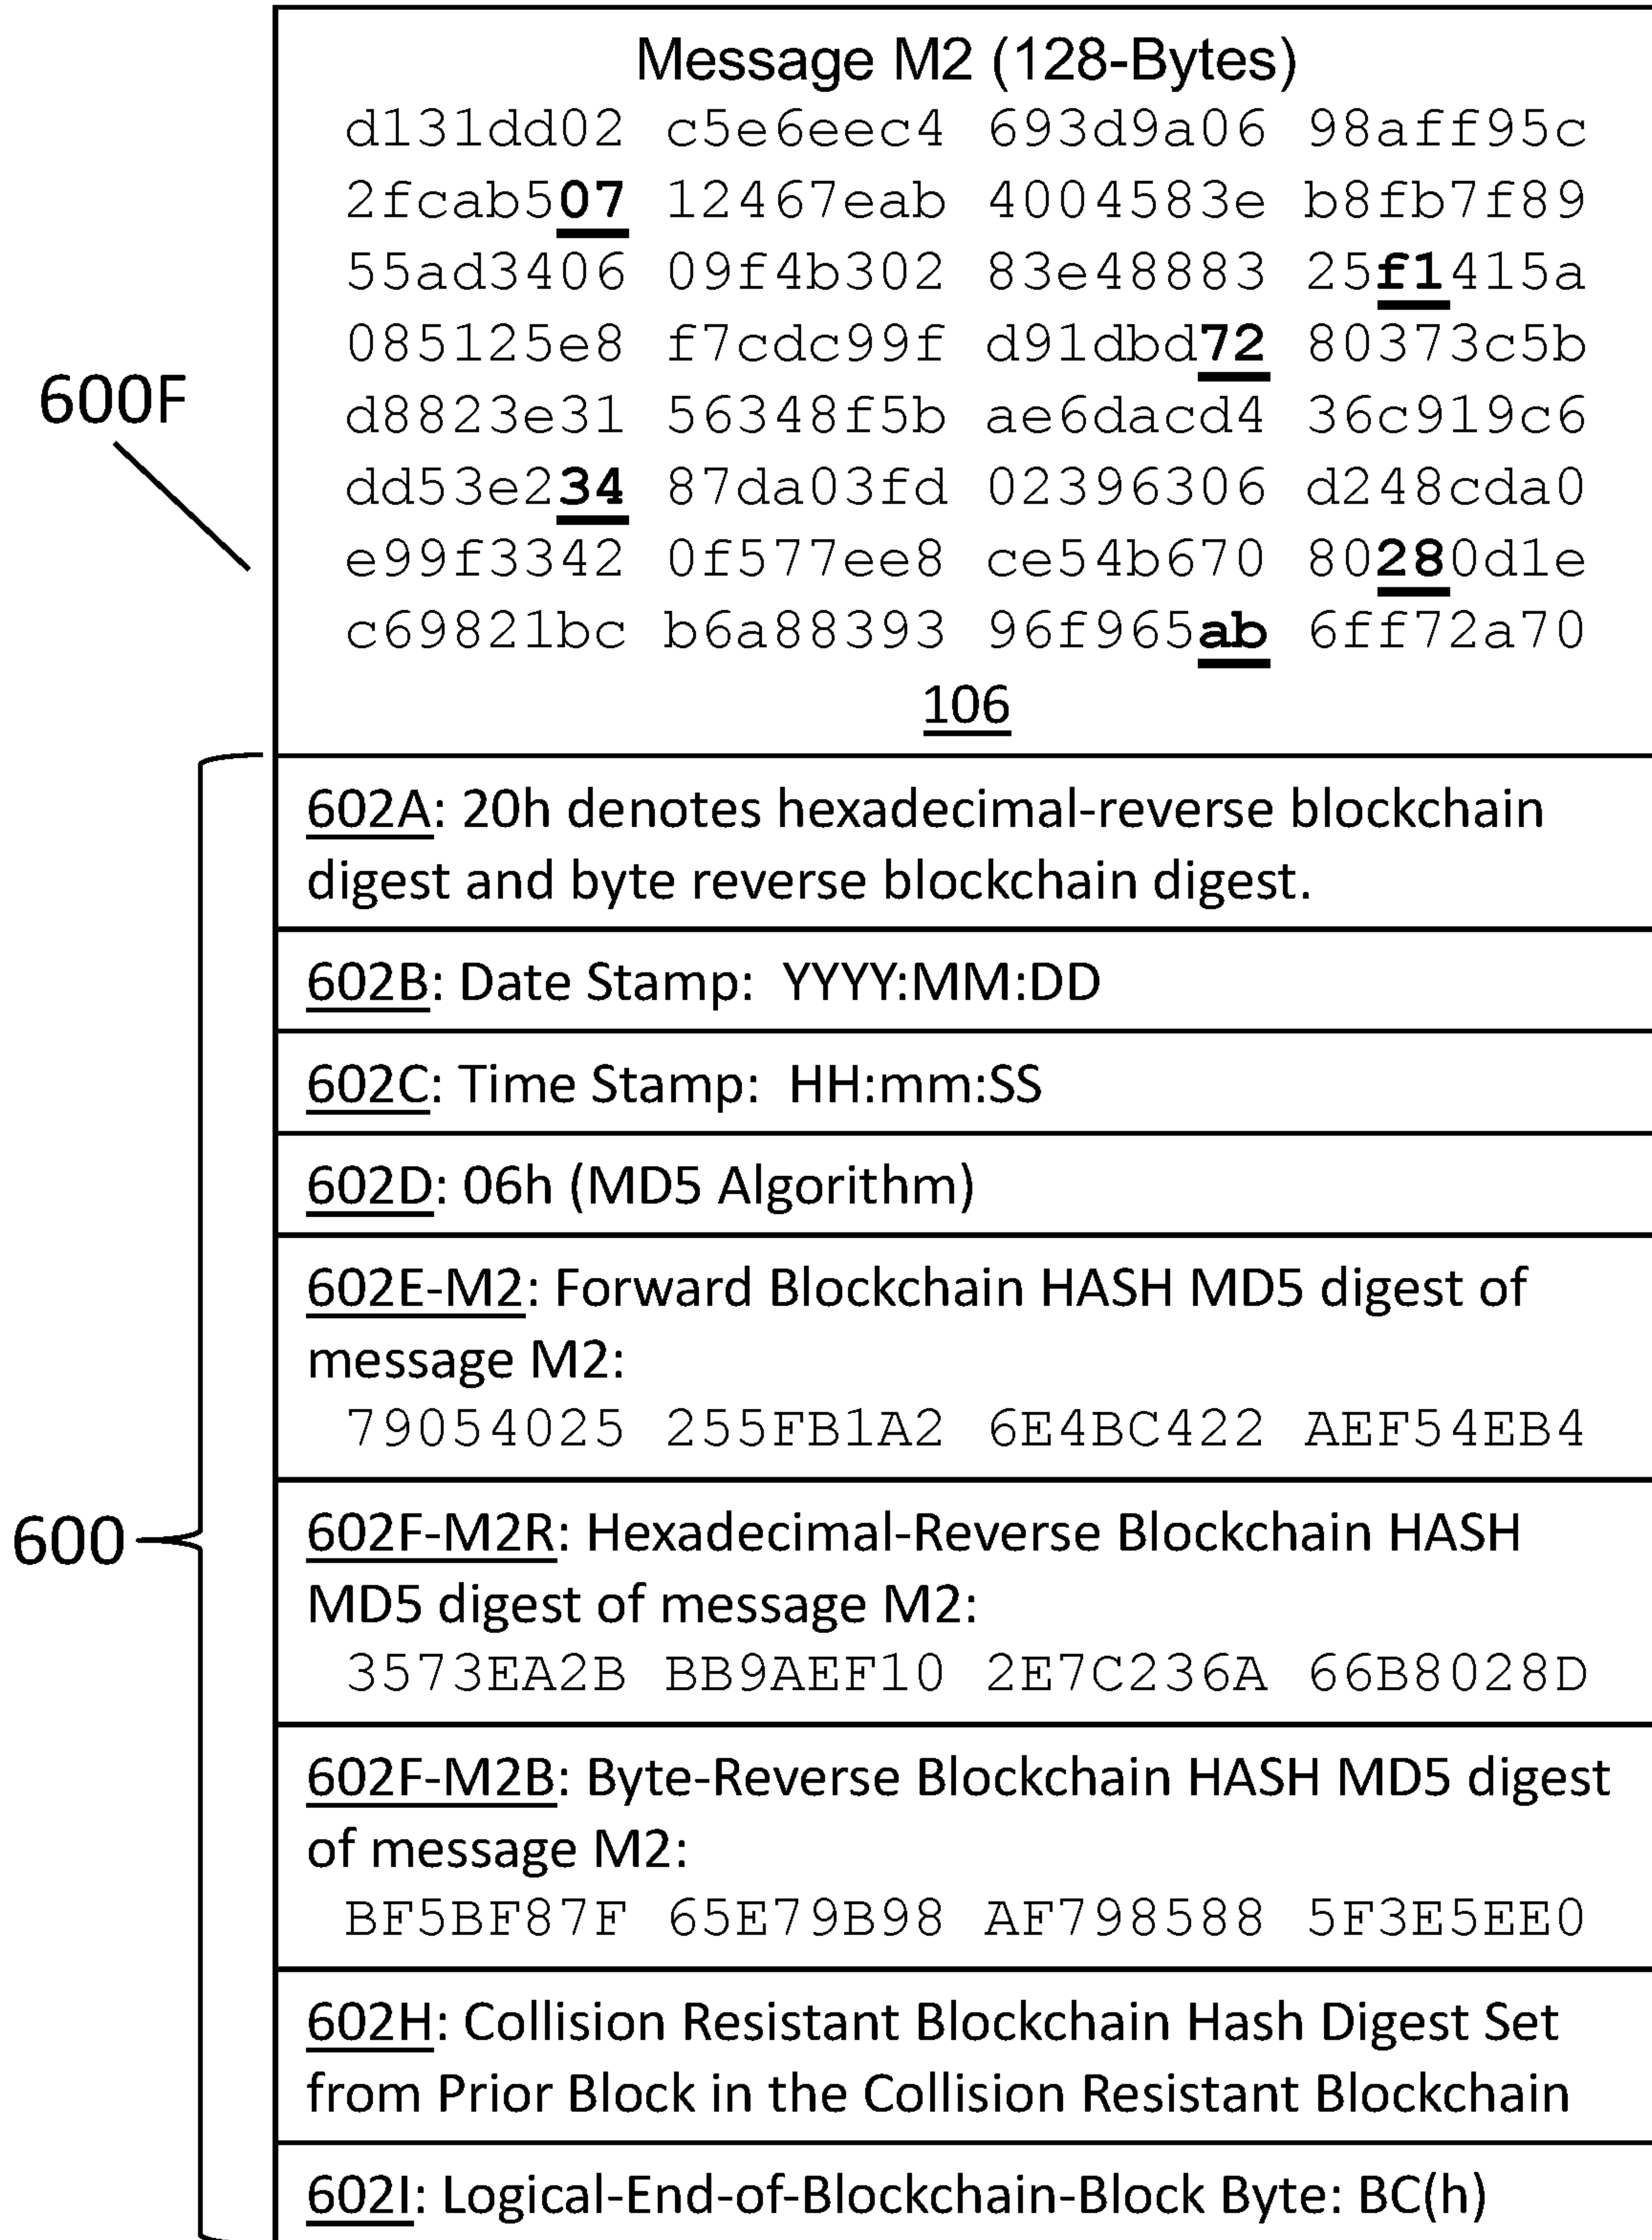 Message M2 (128-Bytes)
d131dd02 c5e6eec4 693d9a06 98aff95c
2fcab507 12467eab 4004583e b8fb7f89
55ad3406 09f4b302 83e48883 25f1415a
085125e8 f7cdc99f d91dbd72 80373c5b
d8823e31 56348f5b ae6dacd4 36c919c6
dd53e234 87da03fd 02396306 d248cda0
e99f3342 0f577ee8 ce54b670 80280d1e
c69821bc b6a88393 96f965ab 6ff72a70
106
600F
600
602A: 20h denotes hexadecimal-reverse blockchain
digest and byte reverse blockchain digest.
602B: Date Stamp: YYYY:MM:DD
602C: Time Stamp: HH:mm:SS
602D: 06h (MD5 Algorithm)
602E-M2: Forward Blockchain HASH MD5 digest of
message M2:
79054025 255FB1A2 6E4BC422 AEF54EB4
602F-M2R: Hexadecimal-Reverse Blockchain HASH
MD5 digest of message M2:
3573EA2B BB9AEF10 2E7C236A 66B8028D
602F-M2B: Byte-Reverse Blockchain HASH MD5 digest
of message M2:
BF5BF87F 65E79B98 AF798588 5F3E5EE0
602H: Collision Resistant Blockchain Hash Digest Set
from Prior Block in the Collision Resistant Blockchain
602I: Logical-End-of-Blockchain-Block Byte: BC(h)